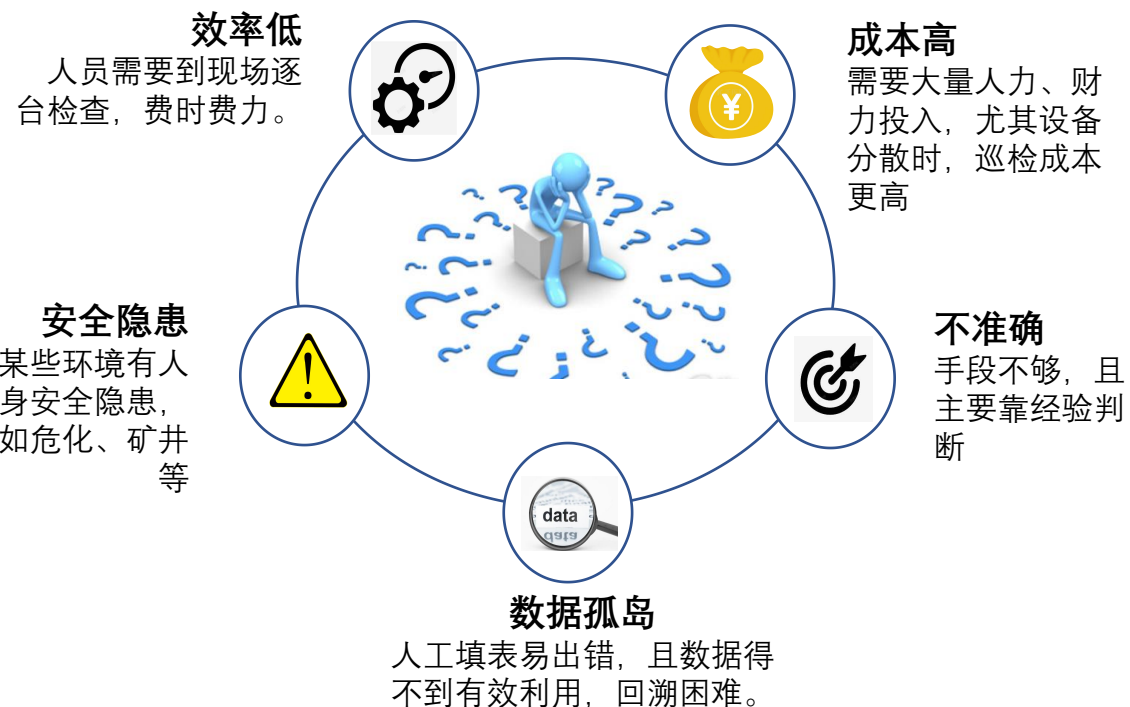 效率低
人员需要到现场逐
台检查，费时费力。
成本高
需要大量人力、财
力投入，尤其设备
分散时，巡检成本
更高
¥
安全隐患
某些环境有人
身安全隐患，
如危化、矿井
等
不准确
手段不够，且
主要靠经验判
断
data
data
数据孤岛
人工填表易出错，且数据得
不到有效利用，回溯困难。